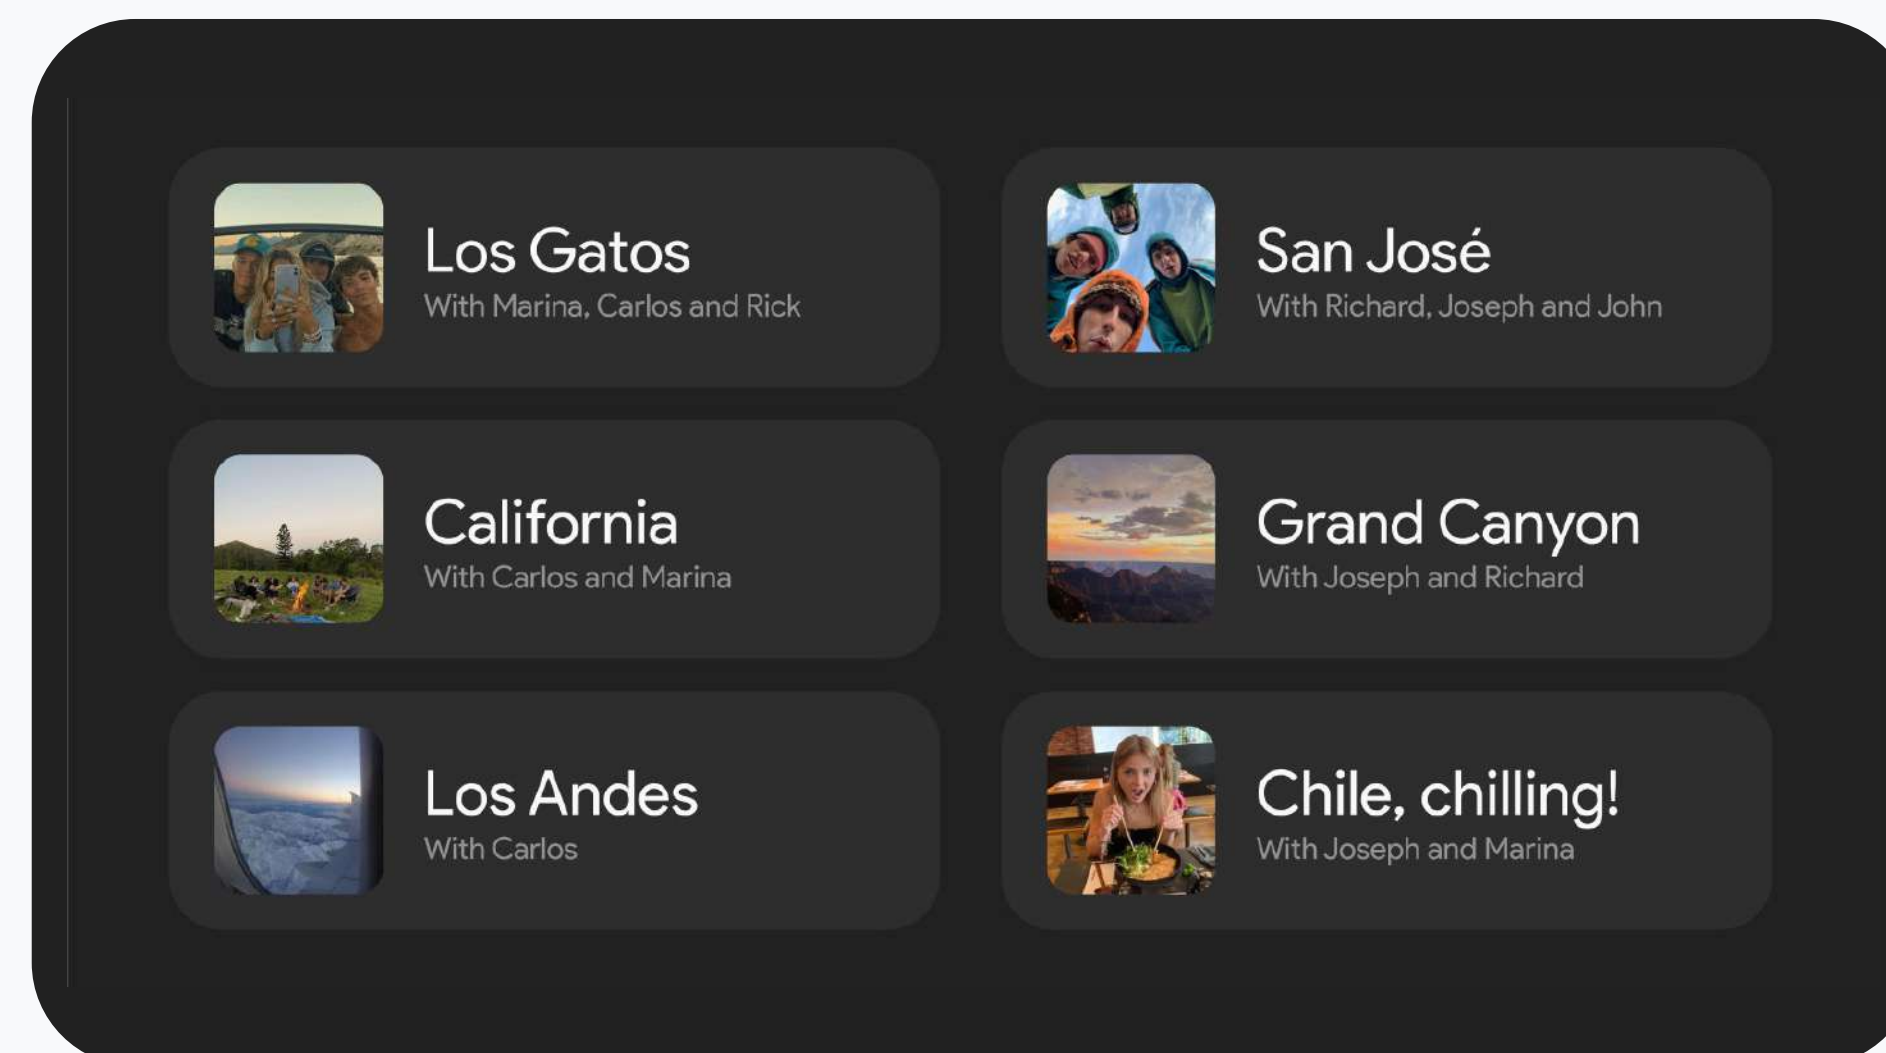 Los Gatos
With Marina, Carlos and Rick
San José
With Richard, Joseph and John
California
With Carlos and Marina
Grand Canyon
With Joseph and Richard
Los Andes
With Carlos
Chile, chilling!
With Joseph and Marina